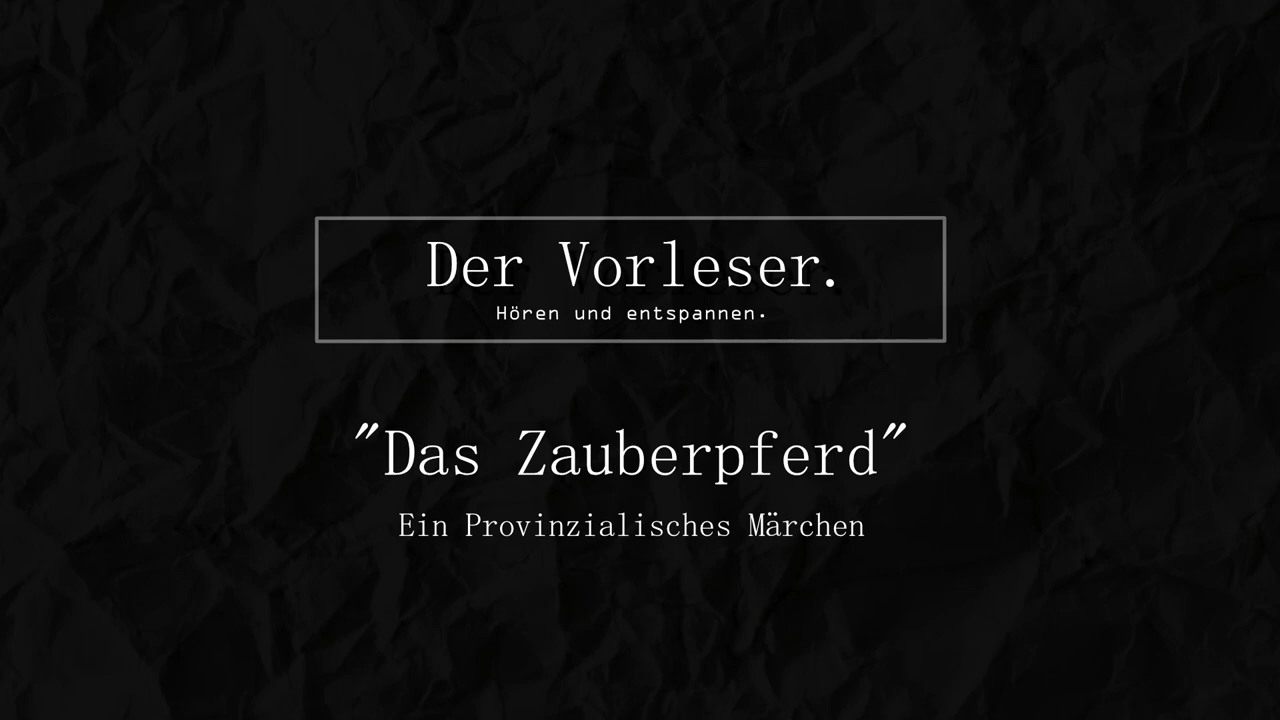 Der Vorleser.
Hören und entspannen.
"Das Zauberpferd"
Ein Provinzialisches Märchen